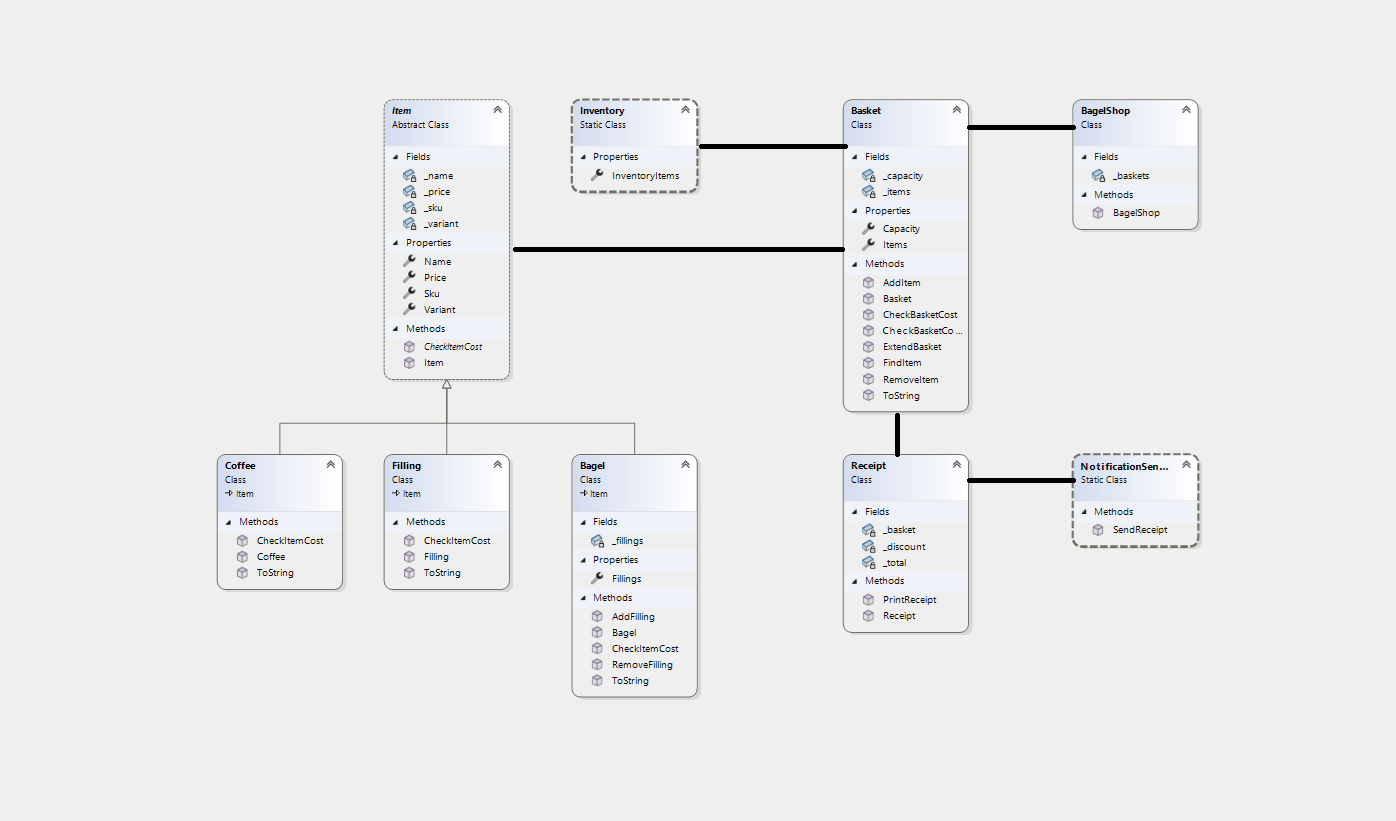 Item
Abstract Class
Fields
_name
_price
_sku
_variant
Properties
Name
Price
Sku
Variant
Methods
CheckItemCost
Item
Inventory
Static Class
Properties
InventoryItems
Basket
Class
Fields
_capacity
_items
Properties
Capacity
Items
Methods
AddItem
Basket
CheckBasketCost
CheckBasketCo...
ExtendBasket
FindItem
RemoveItem
ToString
BagelShop
Class
Fields
_baskets
Methods
BagelShop
Coffee
Class
Item
Methods
CheckItemCost
Coffee
ToString
Filling
Class
Item
Methods
CheckItemCost
Filling
ToString
Bagel
Class
Item
Fields
_fillings
Properties
Fillings
Methods
AddFilling
Bagel
CheckItemCost
RemoveFilling
ToString
Receipt
Class
Fields
_basket
_discount
_total
Methods
PrintReceipt
Receipt
NotificationSen...
Static Class
Methods
SendReceipt